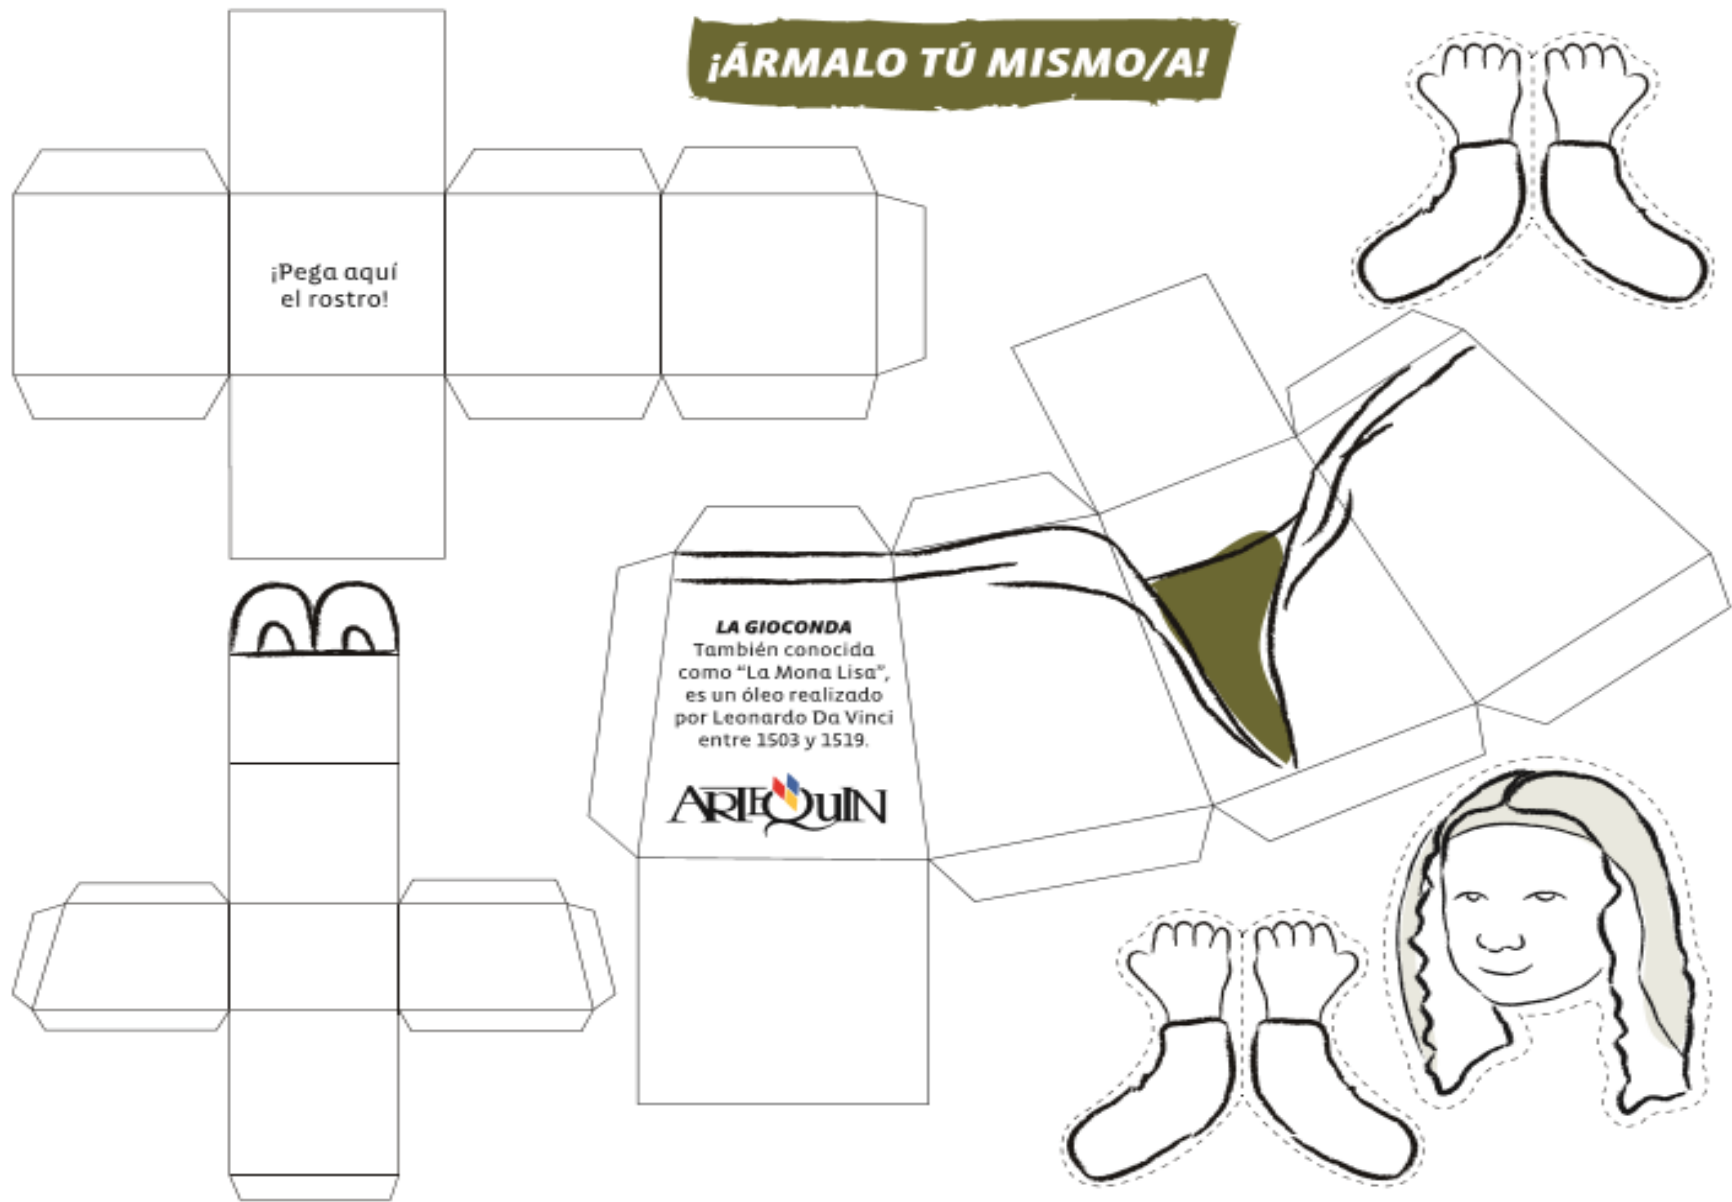 ¡ÁRMALO TÚ MISMO/A!
¡Pega aquí
el rostro!
LA GIOCONDA
También conocida
como “La Mona Lisa”,
es un óleo realizado
por Leonardo Da Vinci
entre 1503 y 1519.
ARTEQUIN